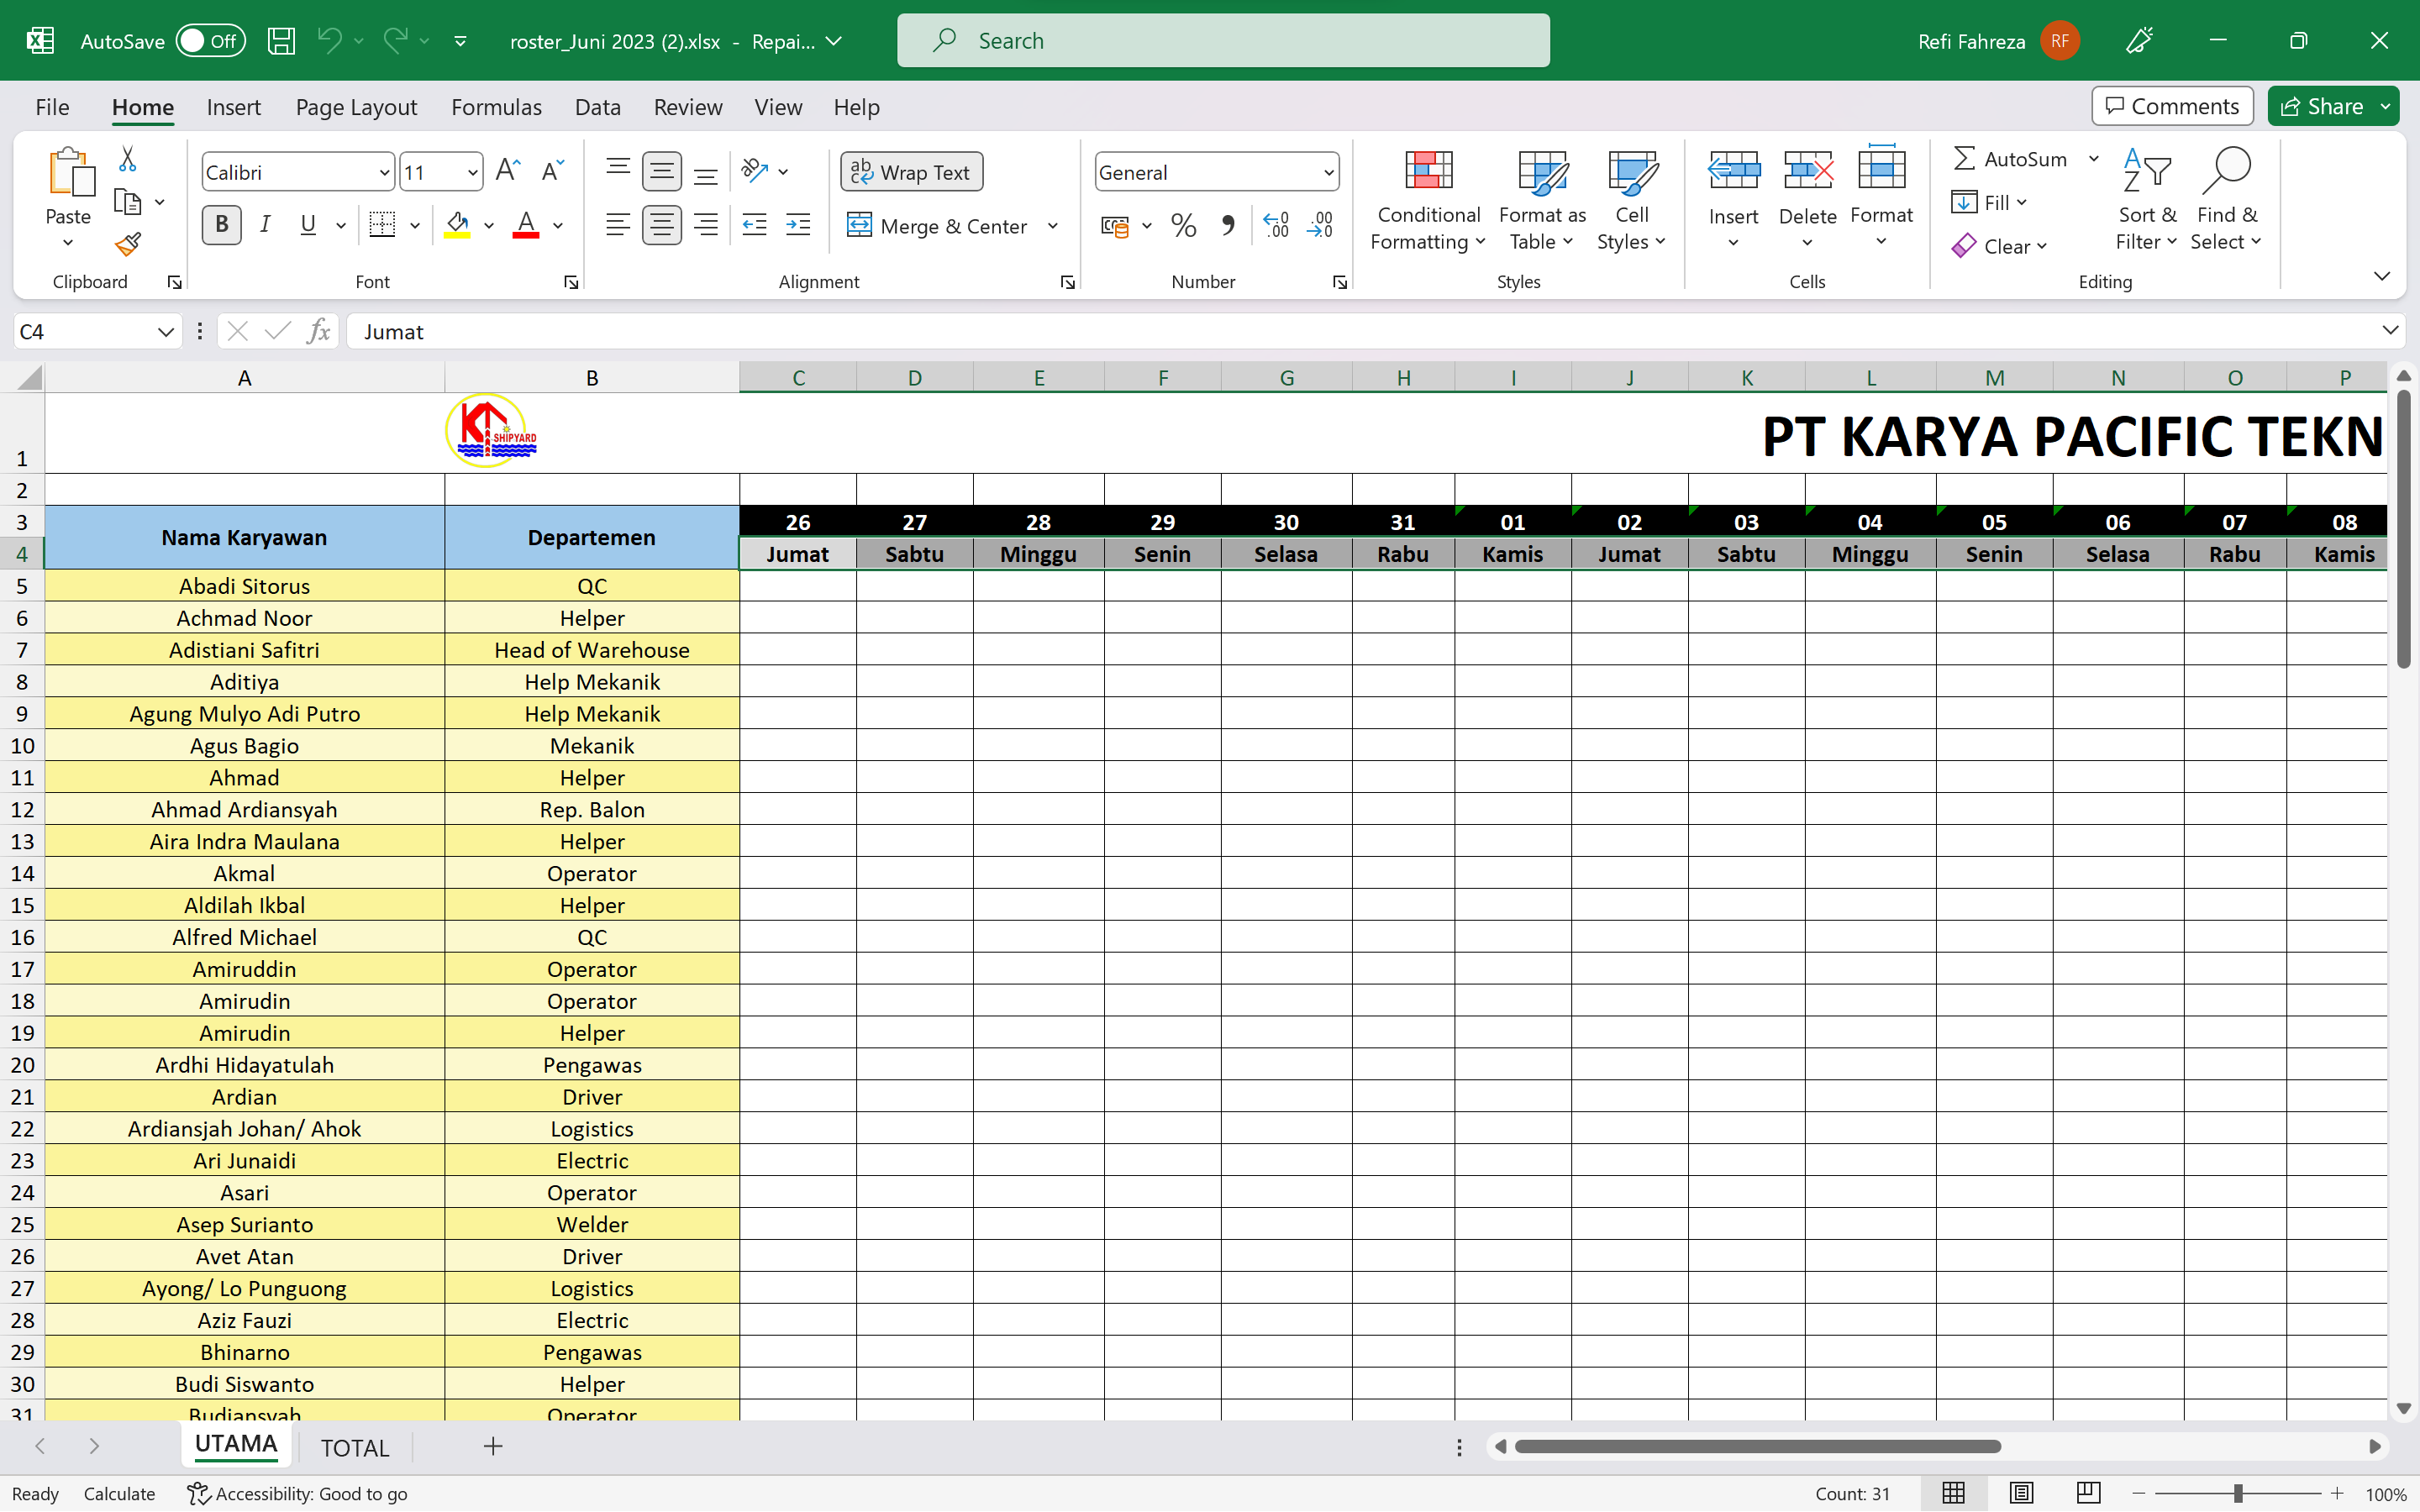 AutoSave Off roster_Juni 2023 (2).xlsx - Repai... Search Refi Fahreza RF
File Home Insert Page Layout Formulas Data Review View Help Comments Share
Calibri 11 Wrap Text General AutoSum
Paste B I U A Merge & Center % Conditional Formatting Format as Table Cell Styles Insert Delete Format Fill Clear Sort & Filter Find & Select
Clipboard Font Alignment Number Styles Cells Editing
C4 fx Jumat
A B C D E F G H I J K L M N O P
1 KT SHIPYARD PT KARYA PACIFIC TEKN
2
3 Nama Karyawan Departemen 26 27 28 29 30 31 01 02 03 04 05 06 07 08
4 Jumat Sabtu Minggu Senin Selasa Rabu Kamis Jumat Sabtu Minggu Senin Selasa Rabu Kamis
5 Abadi Sitorus QC
6 Achmad Noor Helper
7 Adistiani Safitri Head of Warehouse
8 Aditiya Help Mekanik
9 Agung Mulyo Adi Putro Help Mekanik
10 Agus Bagio Mekanik
11 Ahmad Helper
12 Ahmad Ardiansyah Rep. Balon
13 Aira Indra Maulana Helper
14 Akmal Operator
15 Aldilah Ikbal Helper
16 Alfred Michael QC
17 Amiruddin Operator
18 Amirudin Operator
19 Amirudin Helper
20 Ardhi Hidayatulah Pengawas
21 Ardian Driver
22 Ardiansjah Johan/ Ahok Logistics
23 Ari Junaidi Electric
24 Asari Operator
25 Asep Surianto Welder
26 Avet Atan Driver
27 Ayong/ Lo Punguong Logistics
28 Aziz Fauzi Electric
29 Bhinarno Pengawas
30 Budi Siswanto Helper
31 Budiansyah Operator
UTAMA TOTAL
Ready Calculate Accessibility: Good to go Count: 31 100%